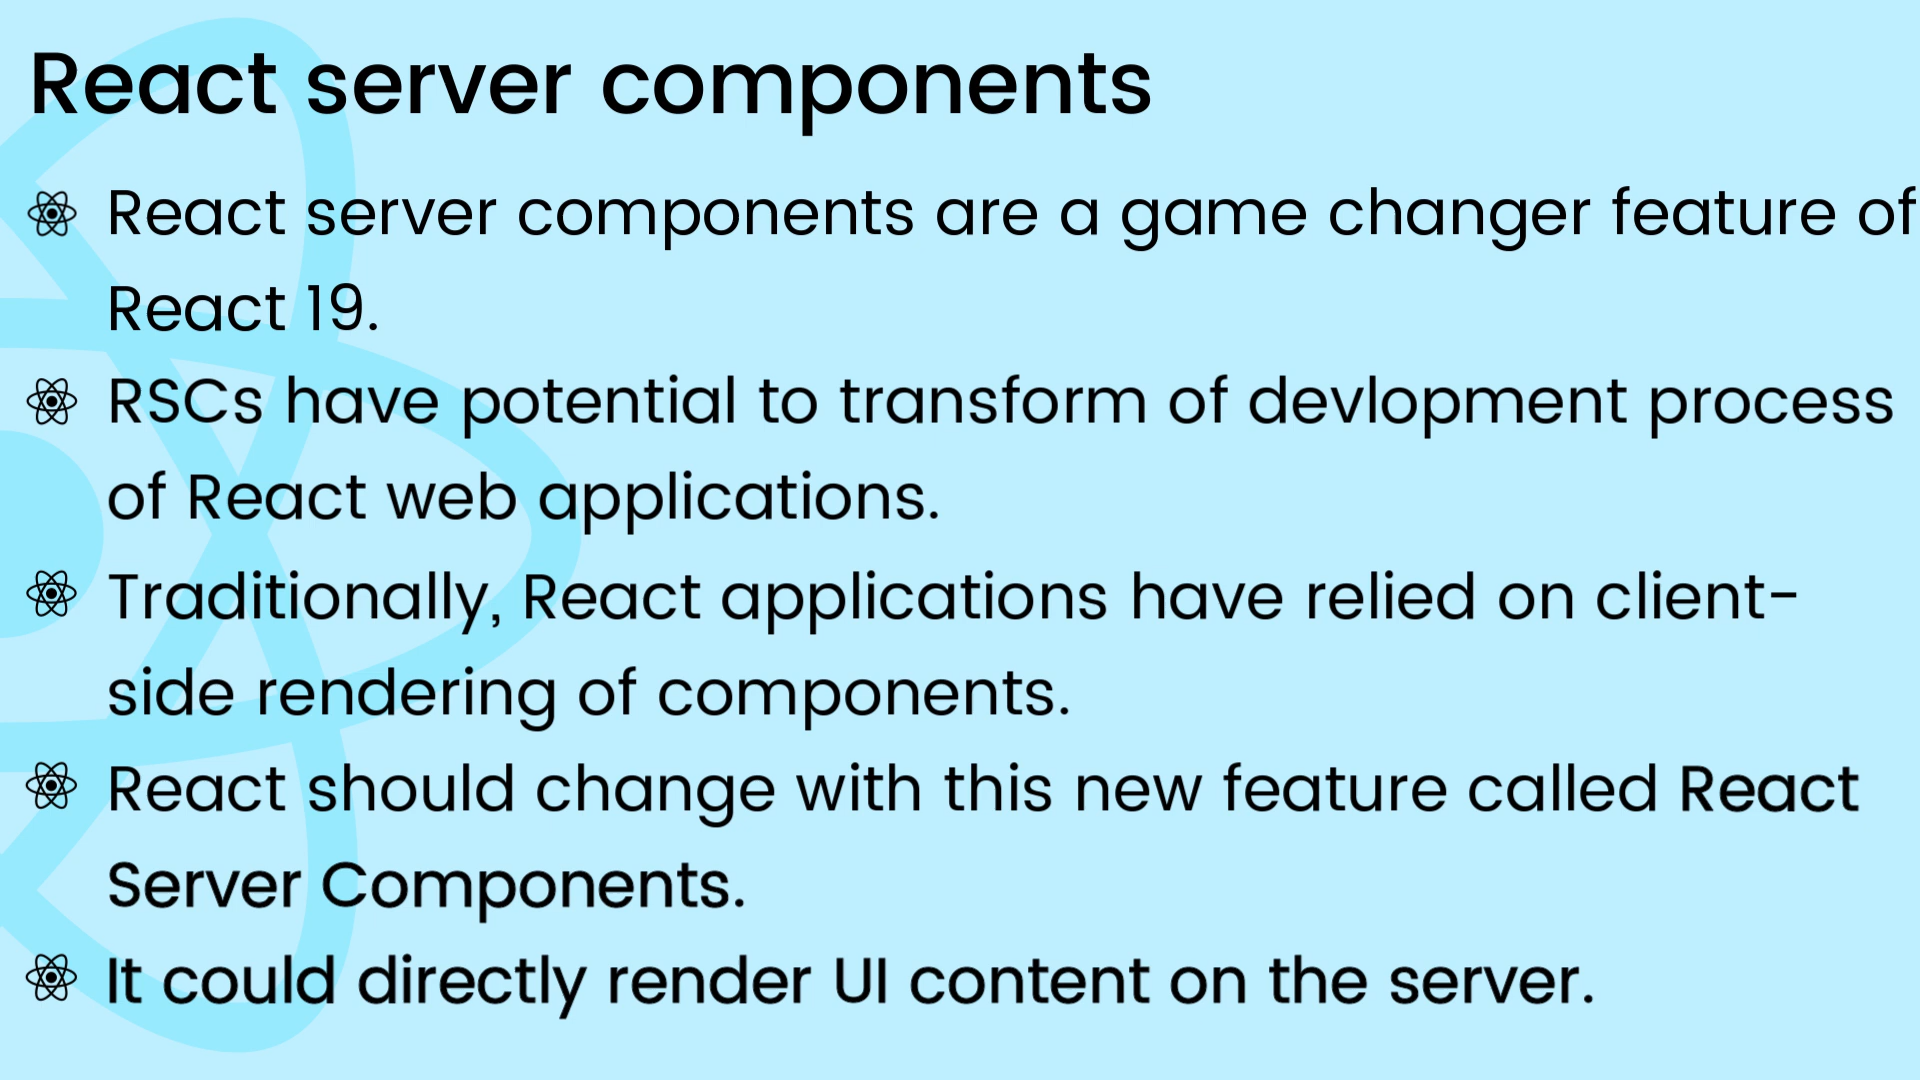 React server components
React server components are a game changer feature of
React 19.
RSCs have potential to transform of devlopment process
of React web applications.
Traditionally, React applications have relied on client-
side rendering of components.
React should change with this new feature called React
Server Components.
It could directly render UI content on the server.